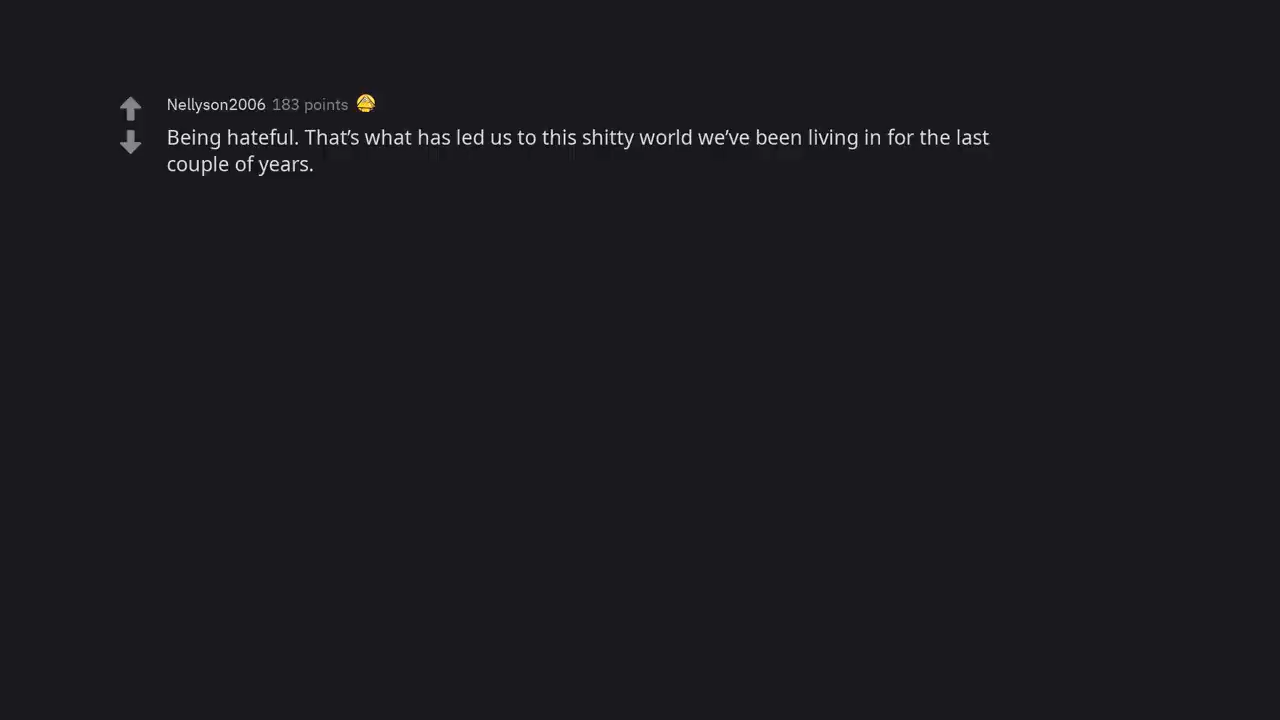 Nellyson2006 183 points
Being hateful. That’s what has led us to this shitty world we’ve been living in for the last
couple of years.